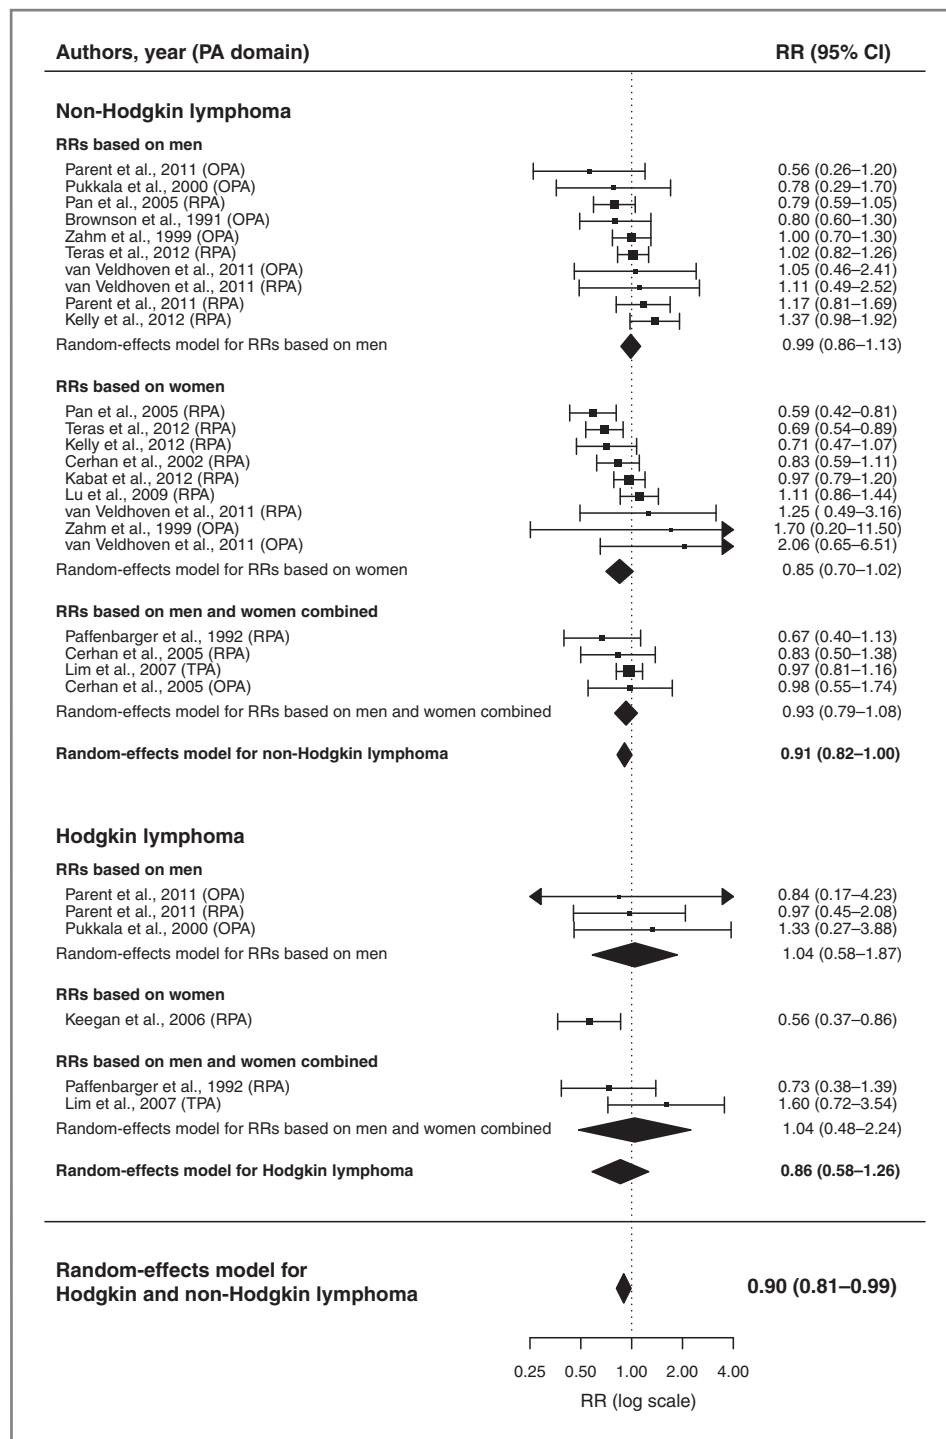 Authors, year (PA domain) RR (95% CI)
Non-Hodgkin lymphoma
RRs based on men
Parent et al., 2011 (OPA) 0.56 (0.26–1.20)
Pukkala et al., 2000 (OPA) 0.78 (0.29–1.70)
Pan et al., 2005 (RPA) 0.79 (0.59–1.05)
Brownson et al., 1991 (OPA) 0.80 (0.60–1.30)
Zahm et al., 1999 (OPA) 1.00 (0.70–1.30)
Teras et al., 2012 (RPA) 1.02 (0.82–1.26)
van Veldhoven et al., 2011 (OPA) 1.05 (0.46–2.41)
van Veldhoven et al., 2011 (RPA) 1.11 (0.49–2.52)
Parent et al., 2011 (RPA) 1.17 (0.81–1.69)
Kelly et al., 2012 (RPA) 1.37 (0.98–1.92)
Random-effects model for RRs based on men 0.99 (0.86–1.13)
RRs based on women
Pan et al., 2005 (RPA) 0.59 (0.42–0.81)
Teras et al., 2012 (RPA) 0.69 (0.54–0.89)
Kelly et al., 2012 (RPA) 0.71 (0.47–1.07)
Cerhan et al., 2002 (RPA) 0.83 (0.59–1.11)
Kabat et al., 2012 (RPA) 0.97 (0.79–1.20)
Lu et al., 2009 (RPA) 1.11 (0.86–1.44)
van Veldhoven et al., 2011 (RPA) 1.25 ( 0.49–3.16)
Zahm et al., 1999 (OPA) 1.70 (0.20–11.50)
van Veldhoven et al., 2011 (OPA) 2.06 (0.65–6.51)
Random-effects model for RRs based on women 0.85 (0.70–1.02)
RRs based on men and women combined
Paffenbarger et al., 1992 (RPA) 0.67 (0.40–1.13)
Cerhan et al., 2005 (RPA) 0.83 (0.50–1.38)
Lim et al., 2007 (TPA) 0.97 (0.81–1.16)
Cerhan et al., 2005 (OPA) 0.98 (0.55–1.74)
Random-effects model for RRs based on men and women combined 0.93 (0.79–1.08)
Random-effects model for non-Hodgkin lymphoma 0.91 (0.82–1.00)
Hodgkin lymphoma
RRs based on men
Parent et al., 2011 (OPA) 0.84 (0.17–4.23)
Parent et al., 2011 (RPA) 0.97 (0.45–2.08)
Pukkala et al., 2000 (OPA) 1.33 (0.27–3.88)
Random-effects model for RRs based on men 1.04 (0.58–1.87)
RRs based on women
Keegan et al., 2006 (RPA) 0.56 (0.37–0.86)
RRs based on men and women combined
Paffenbarger et al., 1992 (RPA) 0.73 (0.38–1.39)
Lim et al., 2007 (TPA) 1.60 (0.72–3.54)
Random-effects model for RRs based on men and women combined 1.04 (0.48–2.24)
Random-effects model for Hodgkin lymphoma 0.86 (0.58–1.26)
Random-effects model for
Hodgkin and non-Hodgkin lymphoma 0.90 (0.81–0.99)
0.25 0.50 1.00 2.00 4.00
RR (log scale)